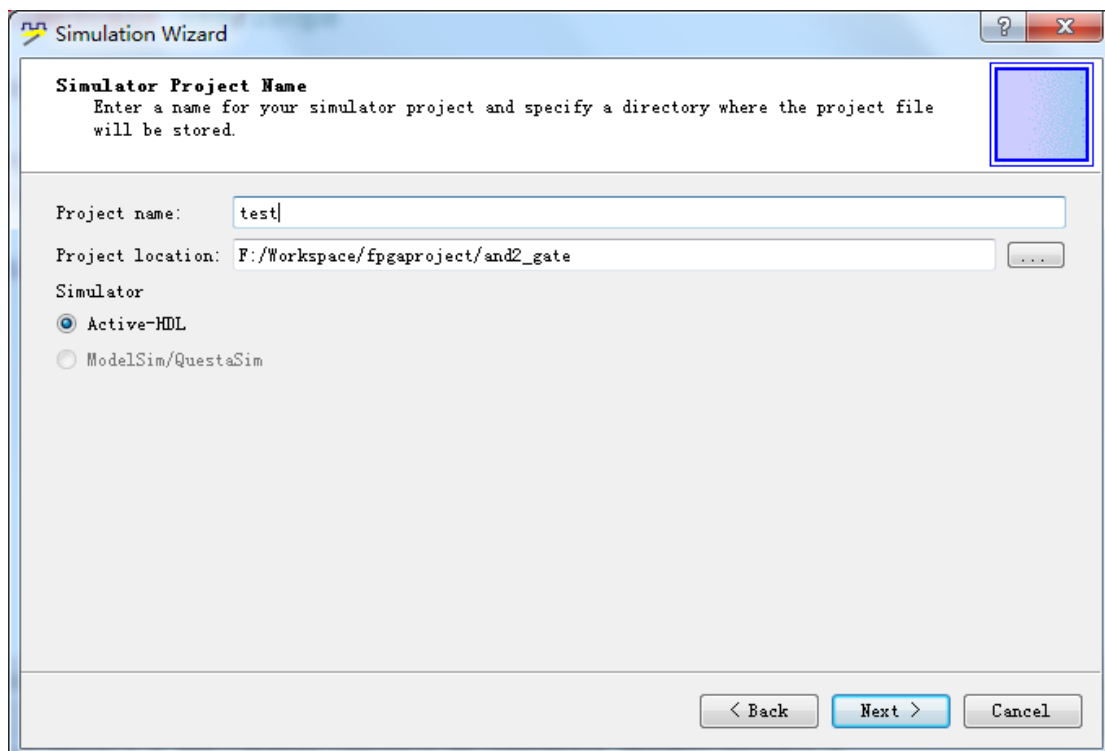 Simulation Wizard
Simulator Project Name
Enter a name for your simulator project and specify a directory where the project file
will be stored.
Project name: test
Project location: F:/Workspace/fpgaproject/and2_gate ...
Simulator
Active-HDL
ModelSim/QuestaSim
< Back Next > Cancel